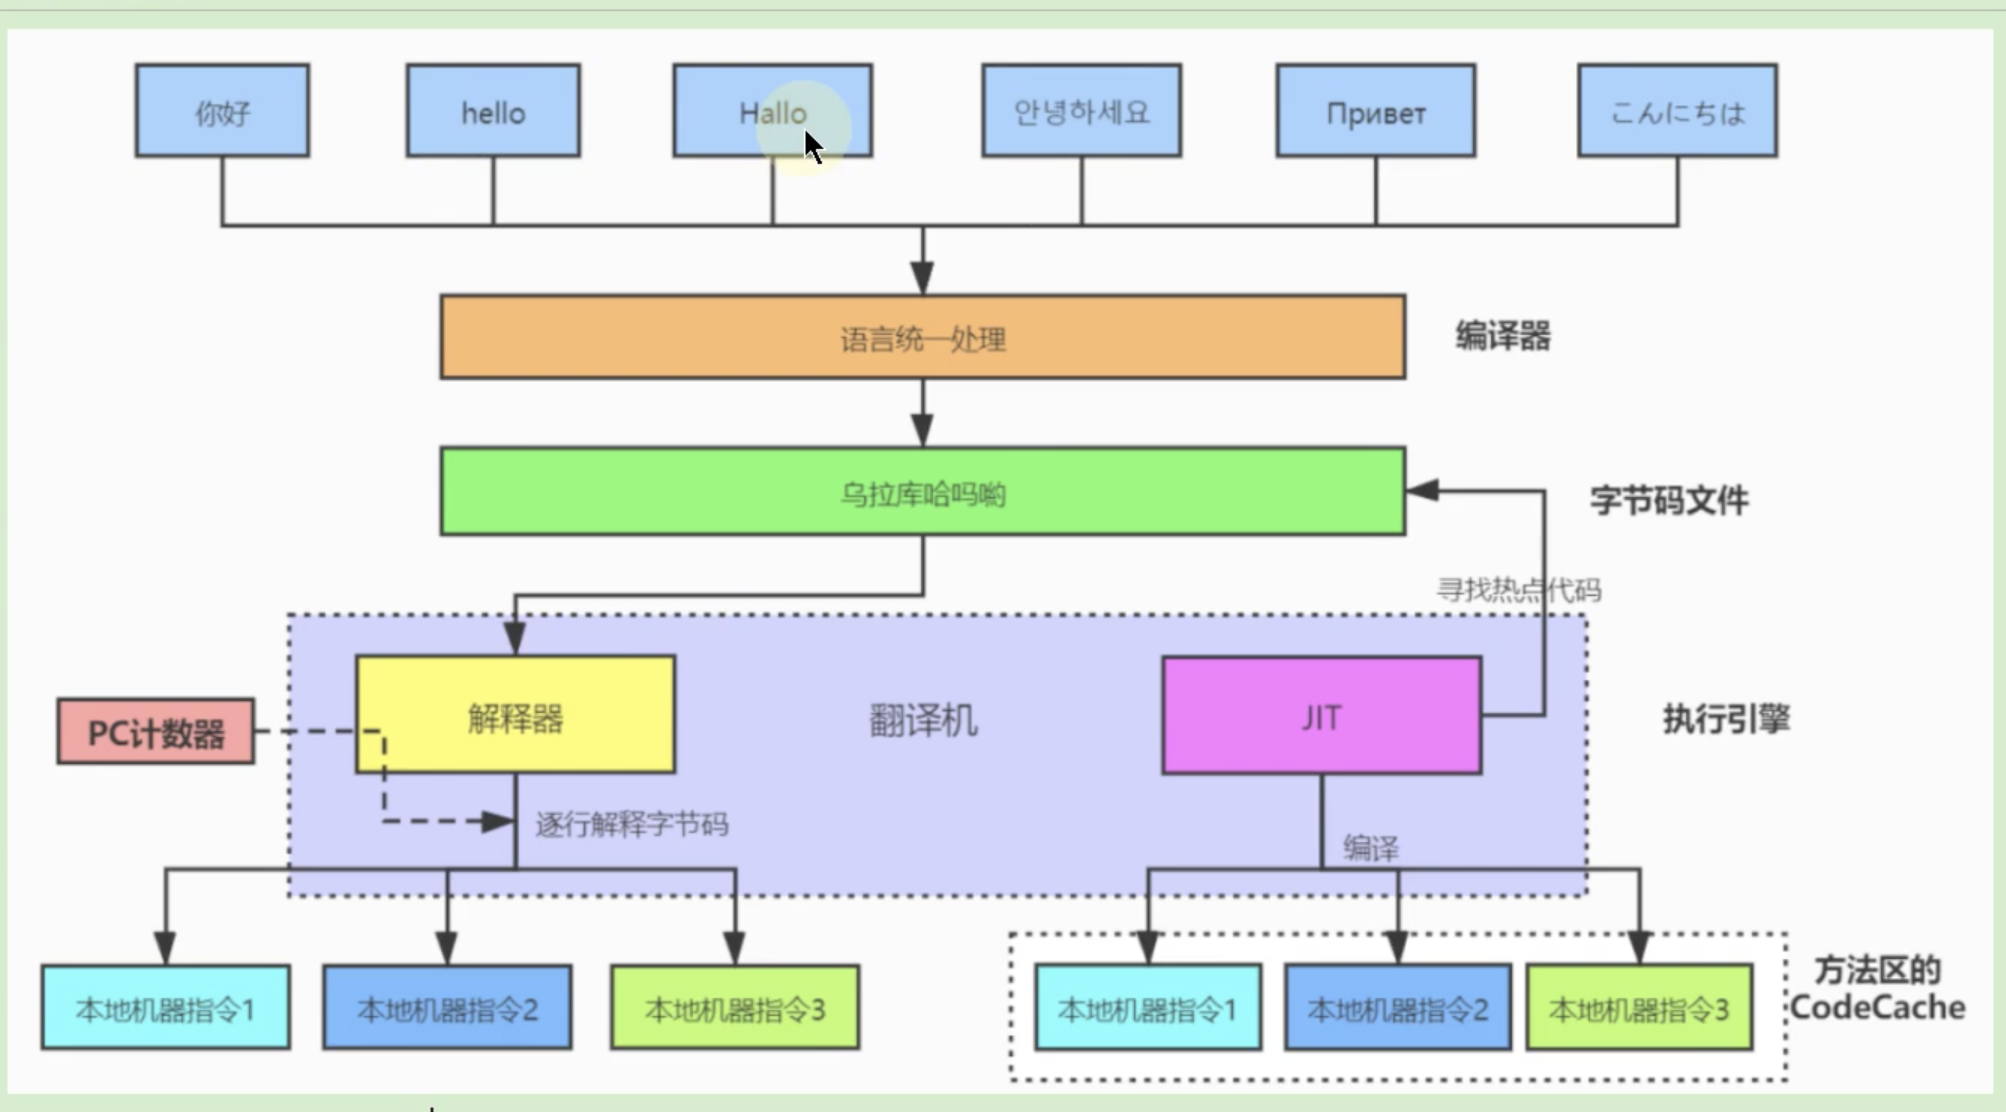 你好
hello
Hallo
안녕하세요
Привет
こんにちは
语言统一处理
编译器
乌拉库哈吗哟
字节码文件
寻找热点代码
PC计数器
解释器
翻译机
JIT
执行引擎
逐行解释字节码
编译
本地机器指令1
本地机器指令2
本地机器指令3
本地机器指令1
本地机器指令2
本地机器指令3
方法区的
CodeCache